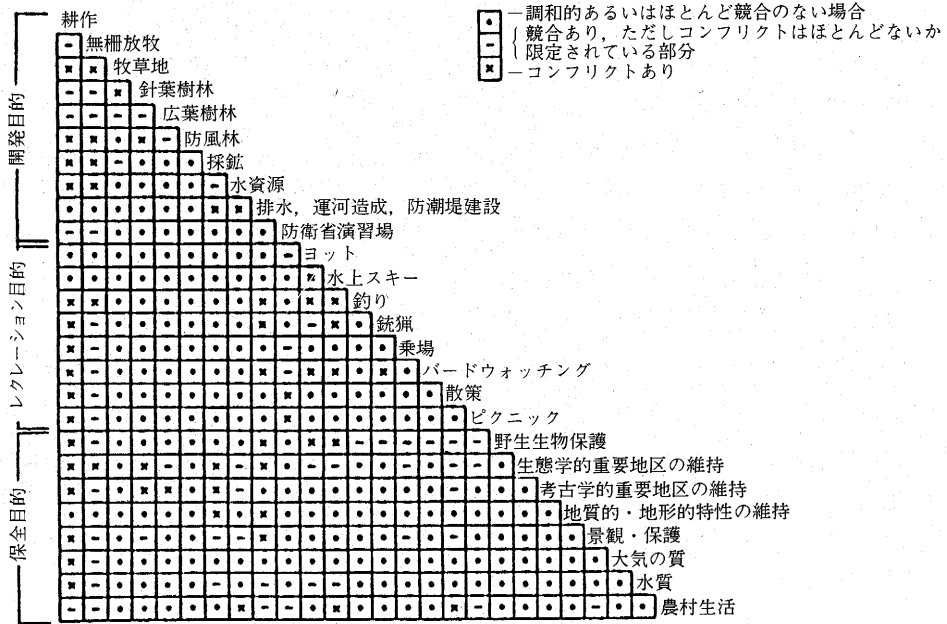 調和的あるいはほとんど競合のない場合
競合あり，ただしコンフリクトはほとんどないか
限定されている部分
コンフリクトあり
開発目的
レクレーション目的
保全目的
耕作
無柵放牧
牧草地
針葉樹林
広葉樹林
防風林
採鉱
水資源
排水，運河造成，防潮堤建設
防衛省演習場
ヨット
水上スキー
釣り
銃猟
乗場
バードウォッチング
散策
ピクニック
野生生物保護
生態学的重要地区の維持
考古学的重要地区の維持
地質的・地形的特性の維持
景観・保護
大気の質
水質
農村生活